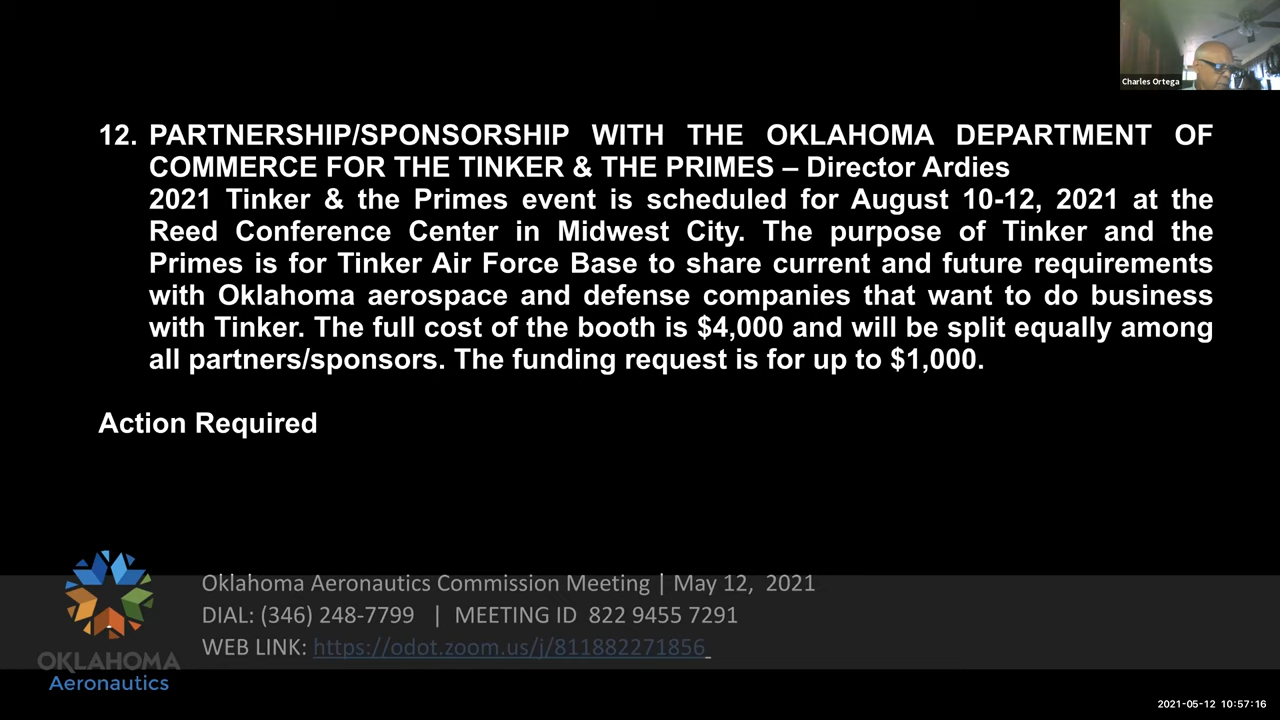 Charles Ortega
12. PARTNERSHIP/SPONSORSHIP WITH THE OKLAHOMA DEPARTMENT OF
COMMERCE FOR THE TINKER & THE PRIMES – Director Ardies
2021 Tinker & the Primes event is scheduled for August 10-12, 2021 at the
Reed Conference Center in Midwest City. The purpose of Tinker and the
Primes is for Tinker Air Force Base to share current and future requirements
with Oklahoma aerospace and defense companies that want to do business
with Tinker. The full cost of the booth is $4,000 and will be split equally among
all partners/sponsors. The funding request is for up to $1,000.
Action Required
Oklahoma Aeronautics Commission Meeting | May 12, 2021
DIAL: (346) 248-7799 | MEETING ID 822 9455 7291
WEB LINK: https://odot.zoom.us/j/811882271856
OKLAHOMA
Aeronautics
2021-05-12 10:57:16